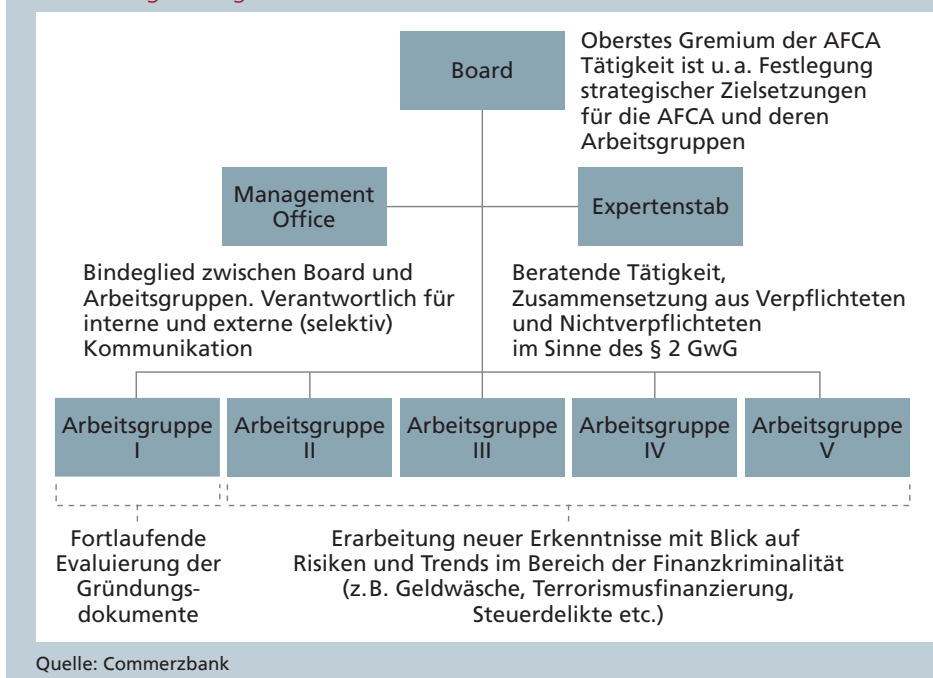 Board
Oberstes Gremium der AFCA
Tätigkeit ist u. a. Festlegung
strategischer Zielsetzungen
für die AFCA und deren
Arbeitsgruppen
Management
Office
Expertenstab
Bindeglied zwischen Board und
Arbeitsgruppen. Verantwortlich für
interne und externe (selektiv)
Kommunikation
Beratende Tätigkeit,
Zusammensetzung aus Verpflichteten
und Nichtverpflichteten
im Sinne des § 2 GwG
Arbeitsgruppe
I
Arbeitsgruppe
II
Arbeitsgruppe
III
Arbeitsgruppe
IV
Arbeitsgruppe
V
Fortlaufende
Evaluierung der
Gründungs-
dokumente
Erarbeitung neuer Erkenntnisse mit Blick auf
Risiken und Trends im Bereich der Finanzkriminalität
(z. B. Geldwäsche, Terrorismusfinanzierung,
Steuerdelikte etc.)
Quelle: Commerzbank